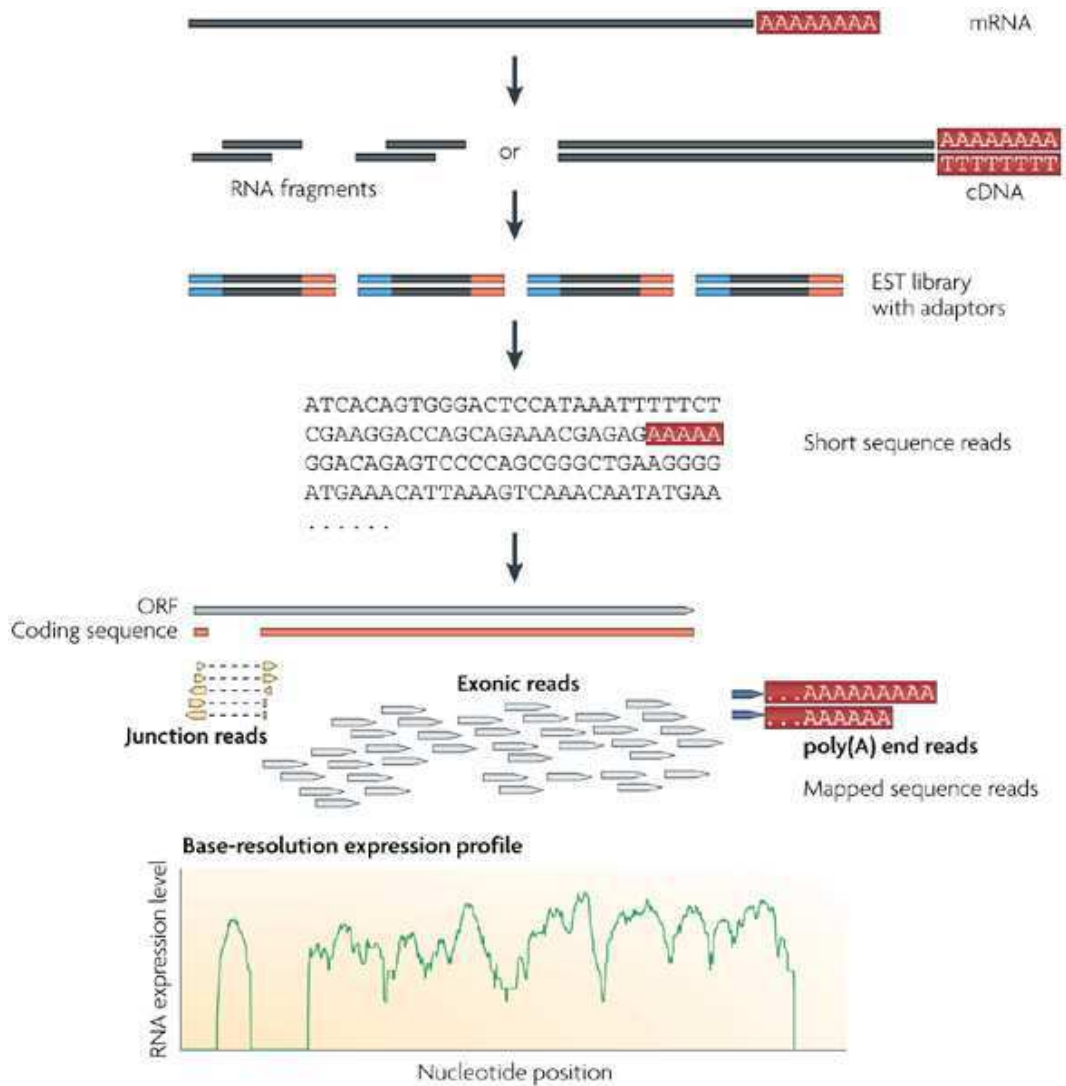 AAAAAAAA
mRNA
or
AAAAAAAA
TTTTTTTT
RNA fragments
cDNA
EST library
with adaptors
ATCACAGTGGGACTCCATAAATTTTTCT
CGAAGGACCAGCAGAAACGAGAGAAAAA
GGACAGAGTCCCCAGCGGGCTGAAGGGG
ATGAAACATTAAAGTCAAACAATATGAA
. . . . . .
Short sequence reads
ORF
Coding sequence
Junction reads
Exonic reads
...AAAAAAAAA
...AAAAAA
poly(A) end reads
Mapped sequence reads
Base-resolution expression profile
RNA expression level
Nucleotide position